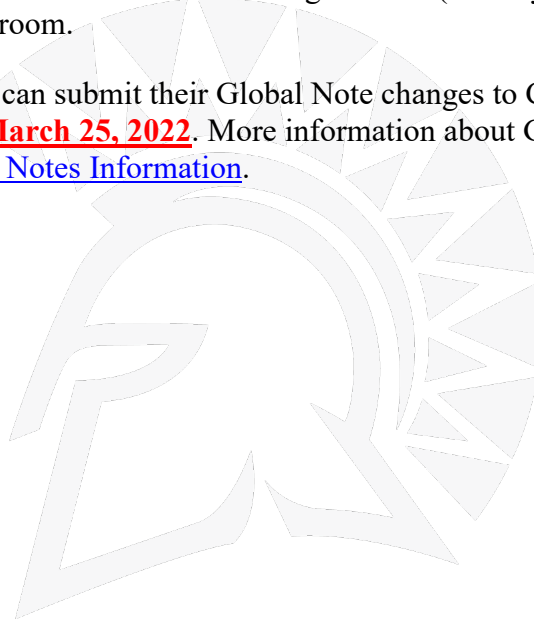 room.
can submit their Global Note changes to
March 25, 2022. More information about
Notes Information.